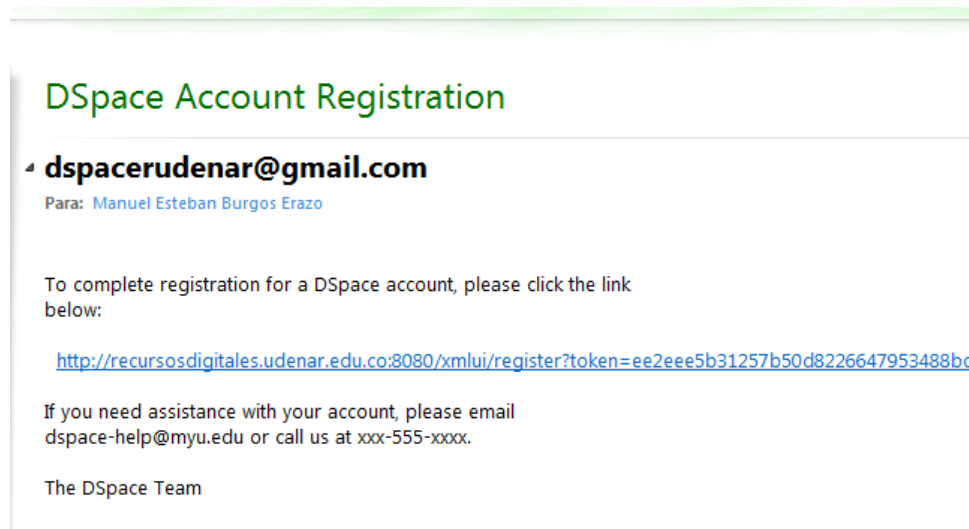 DSpace Account Registration
dspacerudenar@gmail.com
Para: Manuel Esteban Burgos Erazo
To complete registration for a DSpace account, please click the link
below:
http://recursosdigitales.udenar.edu.co:8080/xmlui/register?token=ee2eee5b31257b50d8226647953488bc
If you need assistance with your account, please email
dspace-help@myu.edu or call us at xxx-555-xxxx.
The DSpace Team